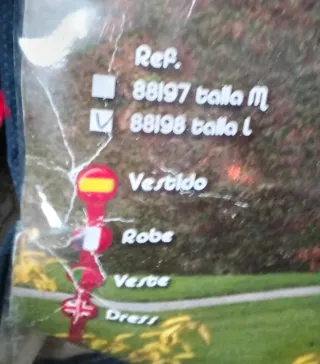 Ref.
88197 talla M
88198 talla L
Vestido
Robe
Veste
Dress